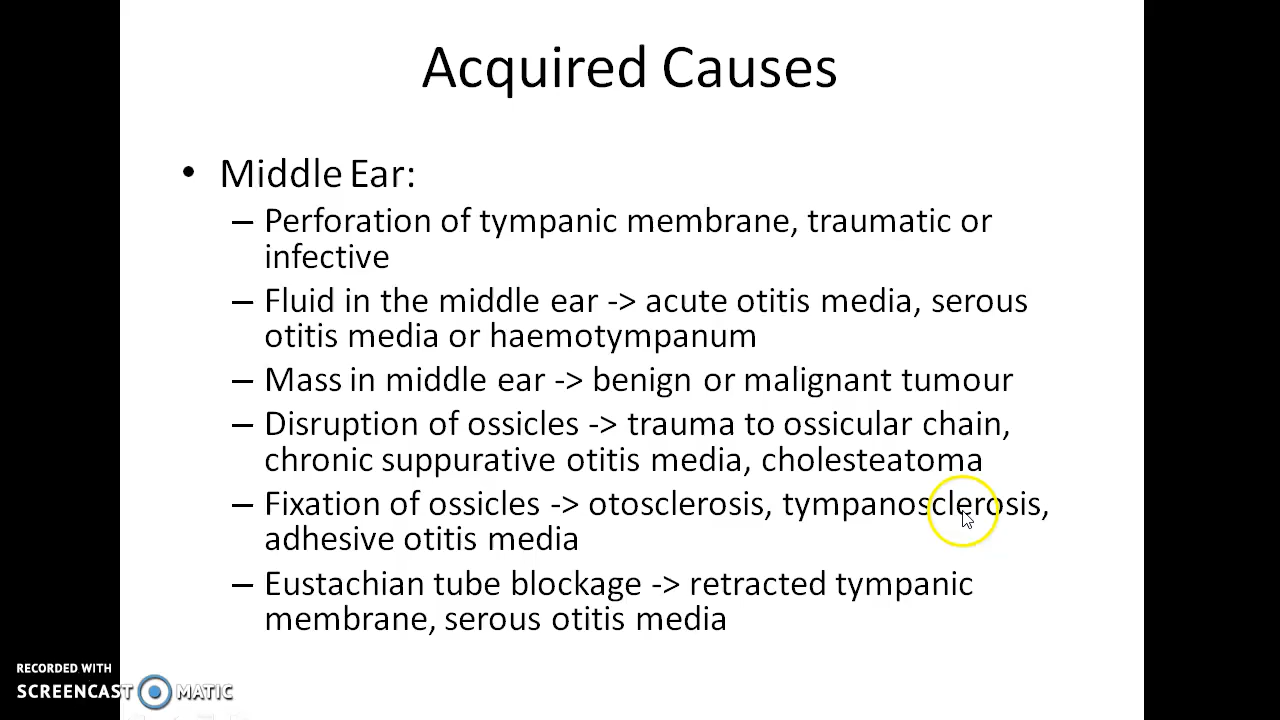 Acquired Causes
• Middle Ear:
– Perforation of tympanic membrane, traumatic or
infective
– Fluid in the middle ear -> acute otitis media, serous
otitis media or haemotympanum
– Mass in middle ear -> benign or malignant tumour
– Disruption of ossicles -> trauma to ossicular chain,
chronic suppurative otitis media, cholesteatoma
– Fixation of ossicles -> otosclerosis, tympanosclerosis,
adhesive otitis media
– Eustachian tube blockage -> retracted tympanic
membrane, serous otitis media
RECORDED WITH
SCREENCAST MATIC